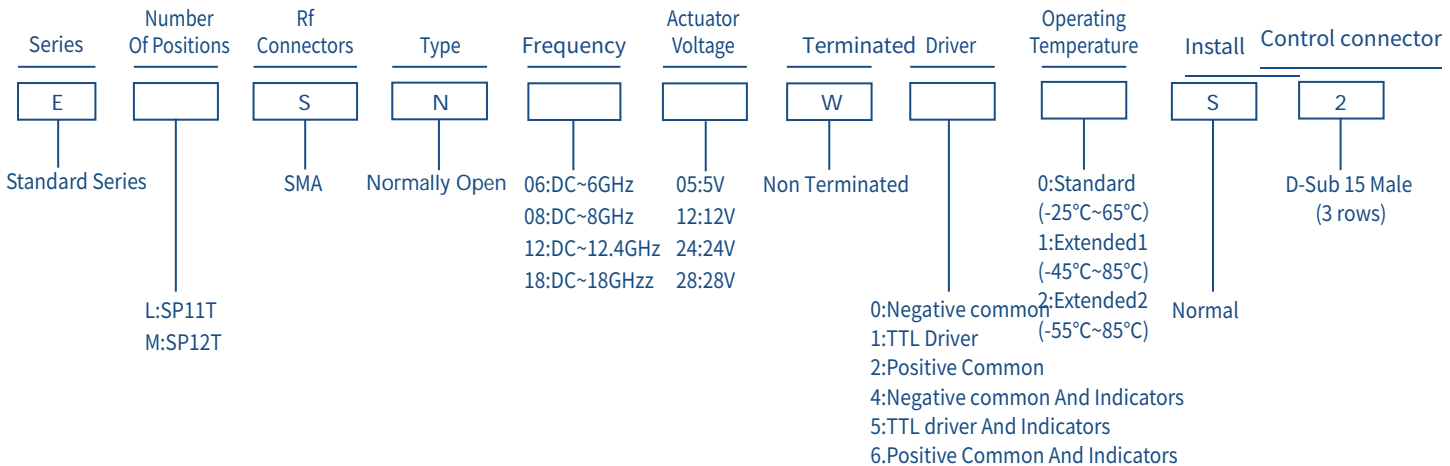 Number
Of Positions
Rf
Connectors
Actuator
Voltage
Operating
Temperature
Series
Type
Frequency
Terminated
Driver
Install
Control connector
E
S
N
W
S
2
Standard Series
SMA
Normally Open
06:DC~6GHz
08:DC~8GHz
12:DC~12.4GHz
18:DC~18GHzz
05:5V
12:12V
24:24V
28:28V
Non Terminated
0:Standard
(-25°C~65°C)
1:Extended1
(-45°C~85°C)
2:Extended2
(-55°C~85°C)
D-Sub 15 Male
(3 rows)
L:SP11T
M:SP12T
0:Negative common
1:TTL Driver
2:Positive Common
4:Negative common And Indicators
5:TTL driver And Indicators
6.Positive Common And Indicators
Normal